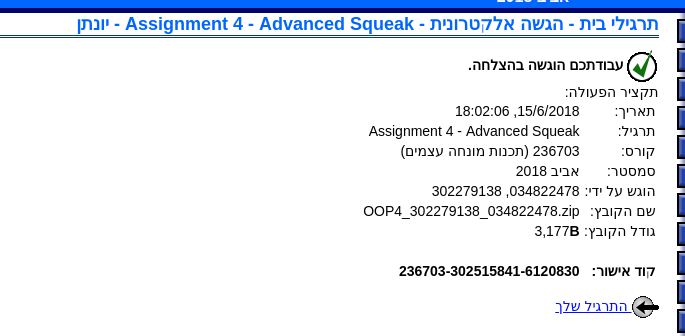 תרגילי בית - הגשה אלקטרונית - Assignment 4 - Advanced Squeak - יונתן
עבודתכם הוגשה בהצלחה.
תקציר הפעולה:
תאריך: 15/6/2018, 18:02:06
תרגיל: Assignment 4 - Advanced Squeak
קורס: 236703 (תכנות מונחה עצמים)
סמסטר: אביב 2018
הוגש על ידי: 034822478, 302279138
שם הקובץ: OOP4_302279138_034822478.zip
גודל הקובץ: 3,177B
קוד אישור: 236703-302515841-6120830
התרגיל שלך